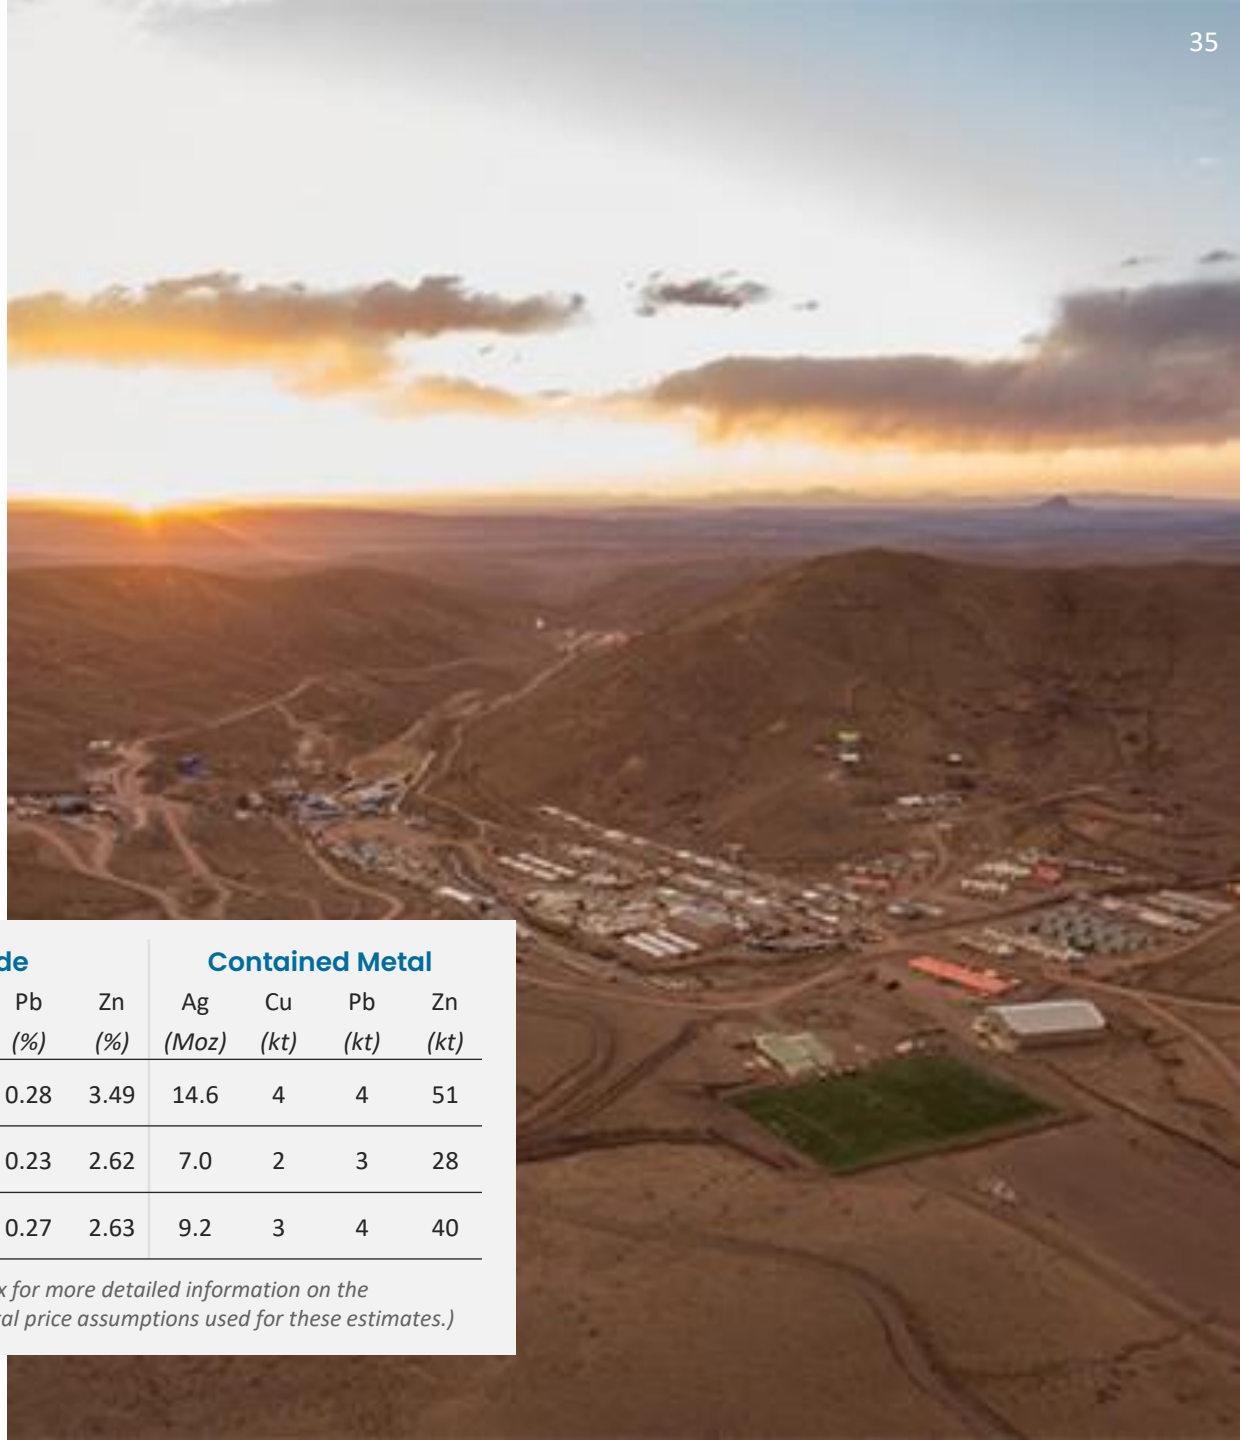 35
de Contained Metal
Pb Zn Ag Cu Pb Zn
(%) (%) (Moz) (kt) (kt) (kt)
0.28 3.49 14.6 4 4 51
0.23 2.62 7.0 2 3 28
0.27 2.63 9.2 3 4 40
x for more detailed information on the
tal price assumptions used for these estimates.)